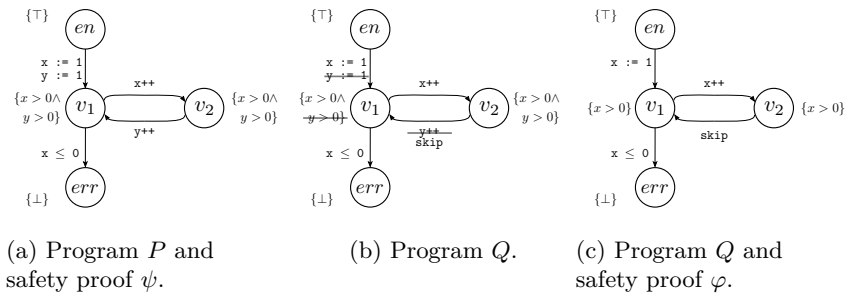 {⊤} en
x := 1
y := 1
x++
{x > 0∧
y > 0}
v1 v2
{x > 0∧
y > 0}
y++
x ≤ 0
err
{⊥}
(a) Program P and
safety proof ψ.
{⊤} en
x := 1
y := 1
x++
{x > 0∧
y > 0}
v1 v2
{x > 0∧
y > 0}
y++
skip
x ≤ 0
err
{⊥}
(b) Program Q.
{⊤} en
x := 1
x++
{x > 0} v1 v2 {x > 0}
skip
x ≤ 0
err
{⊥}
(c) Program Q and
safety proof φ.